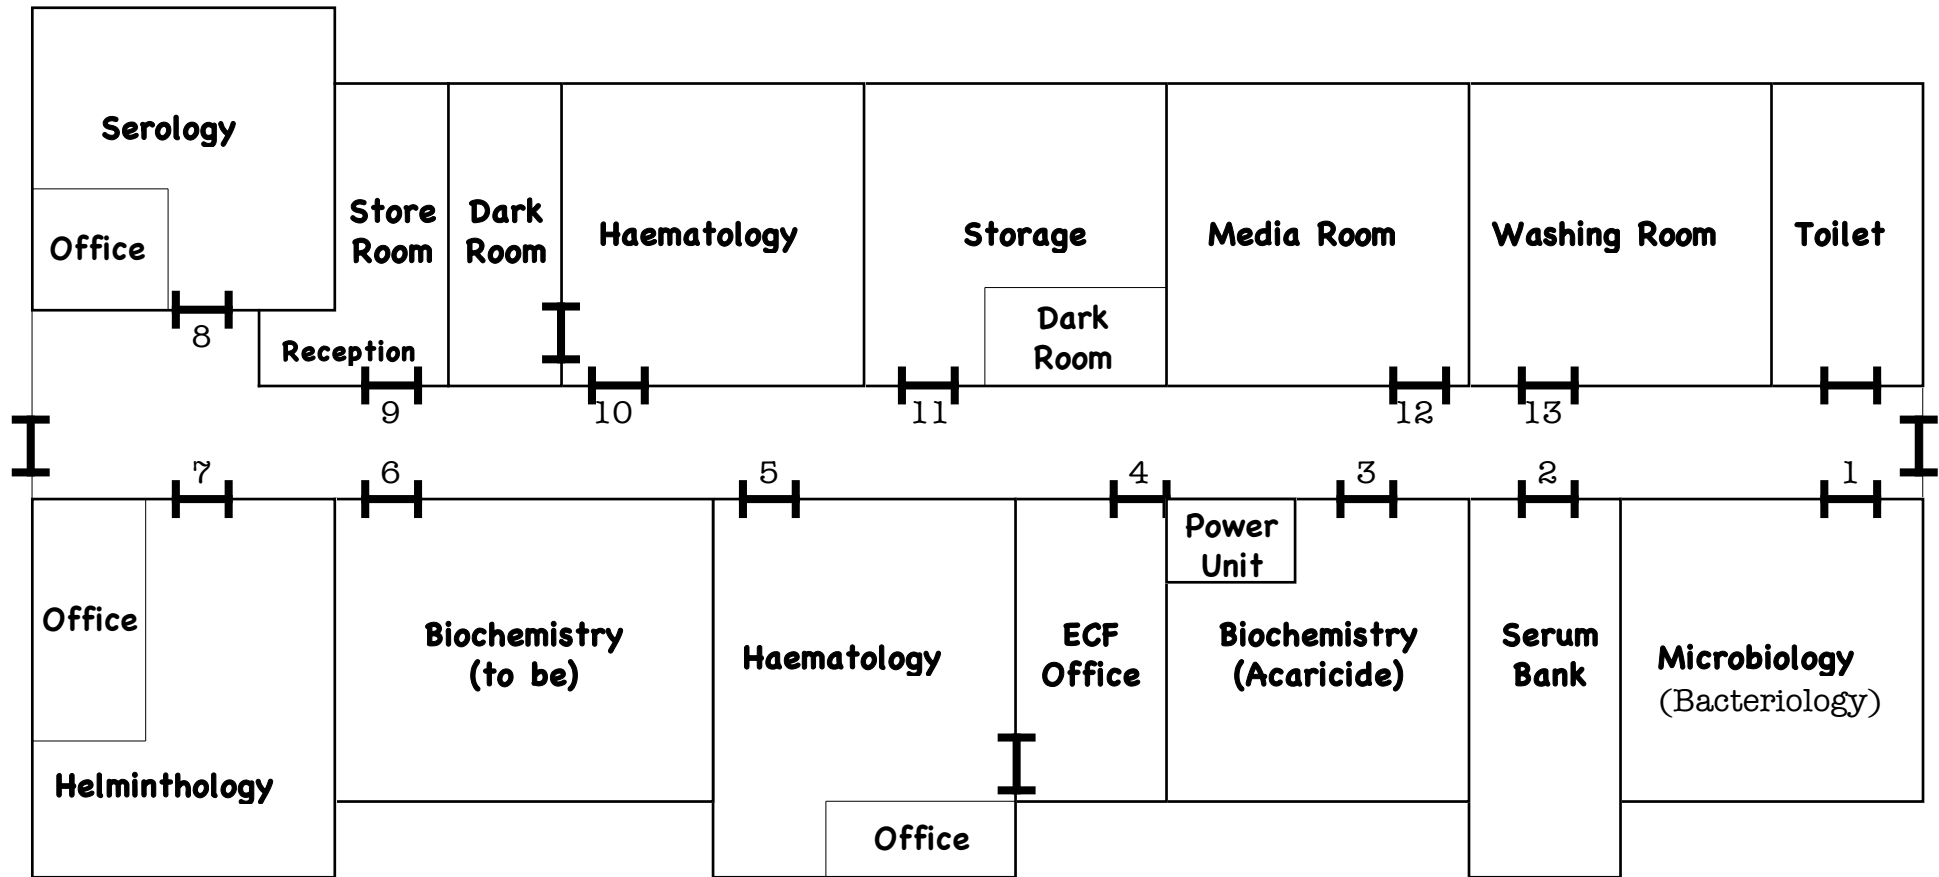 Serology
Office
8
Store
Room
Reception
9
Dark
Room
Haematology
10
Storage
Dark
Room
11
Media Room
12
Washing Room
13
Toilet
7
Office
Helminthology
6
Biochemistry
(to be)
5
Haematology
Office
4
ECF
Office
Power
Unit
3
Biochemistry
(Acaricide)
2
Serum
Bank
1
Microbiology
(Bacteriology)